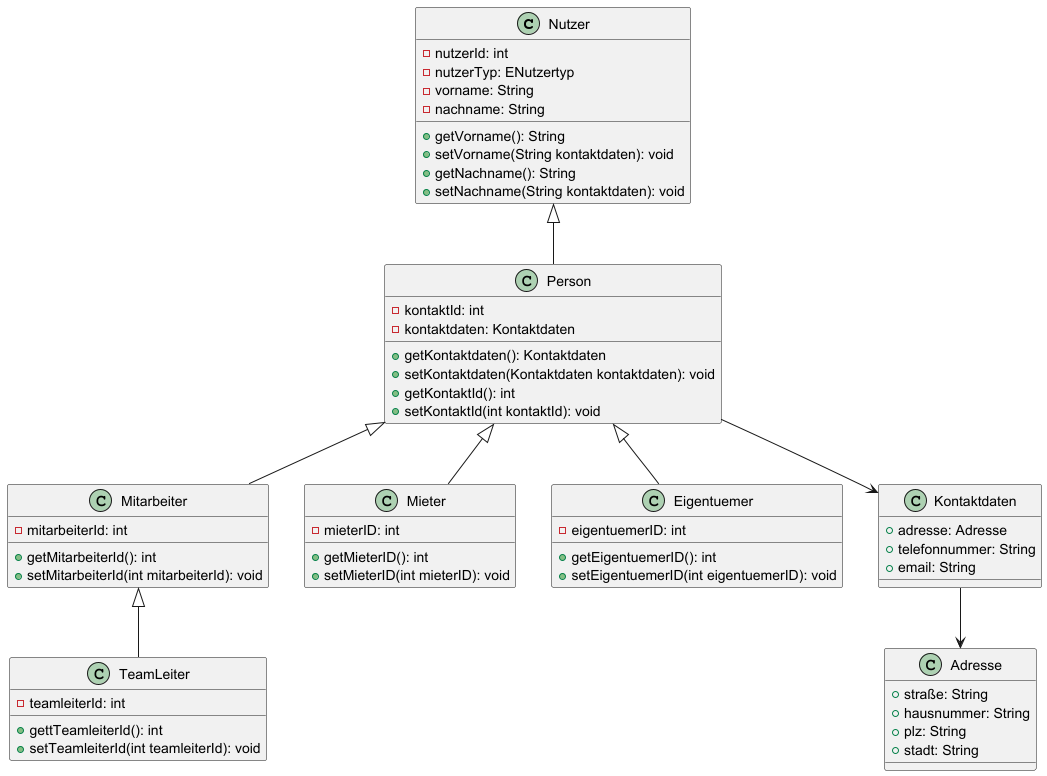 C Nutzer
nutzerId: int
nutzerTyp: ENutzertyp
vorname: String
nachname: String
getVorname(): String
setVorname(String kontaktdaten): void
getNachname(): String
setNachname(String kontaktdaten): void
C Person
kontaktId: int
kontaktdaten: Kontaktdaten
getKontaktdaten(): Kontaktdaten
setKontaktdaten(Kontaktdaten kontaktdaten): void
getKontaktId(): int
setKontaktId(int kontaktId): void
C Mitarbeiter
mitarbeiterId: int
getMitarbeiterId(): int
setMitarbeiterId(int mitarbeiterId): void
C Mieter
mieterID: int
getMieterID(): int
setMieterID(int mieterID): void
C Eigentuemer
eigentuemerID: int
getEigentuemerID(): int
setEigentuemerID(int eigentuemerID): void
C Kontaktdaten
adresse: Adresse
telefonnummer: String
email: String
C TeamLeiter
teamleiterId: int
gettTeamleiterId(): int
setTeamleiterId(int teamleiterId): void
C Adresse
straße: String
hausnummer: String
plz: String
stadt: String